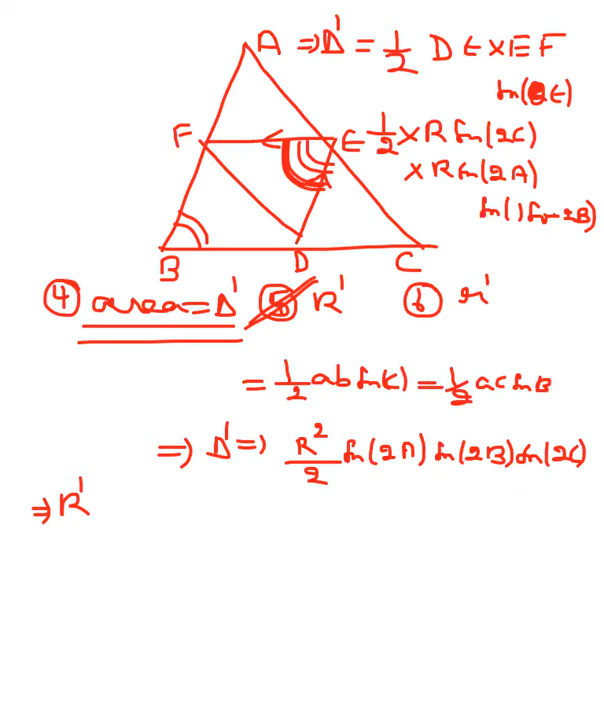 A ⇒ Δ' = 1/2 DE × EF
sin(2E)
F E 1/2 × R sin(2C)
× R sin(2A)
sin(180-2B)
B D C
④ area = Δ' ⑤ R' ⑥ r'
= 1/2 ab sin(C) = 1/2 ac sin B
⇒ Δ' ⇒ R²/2 sin(2A) sin(2B) sin(2C)
⇒ R'